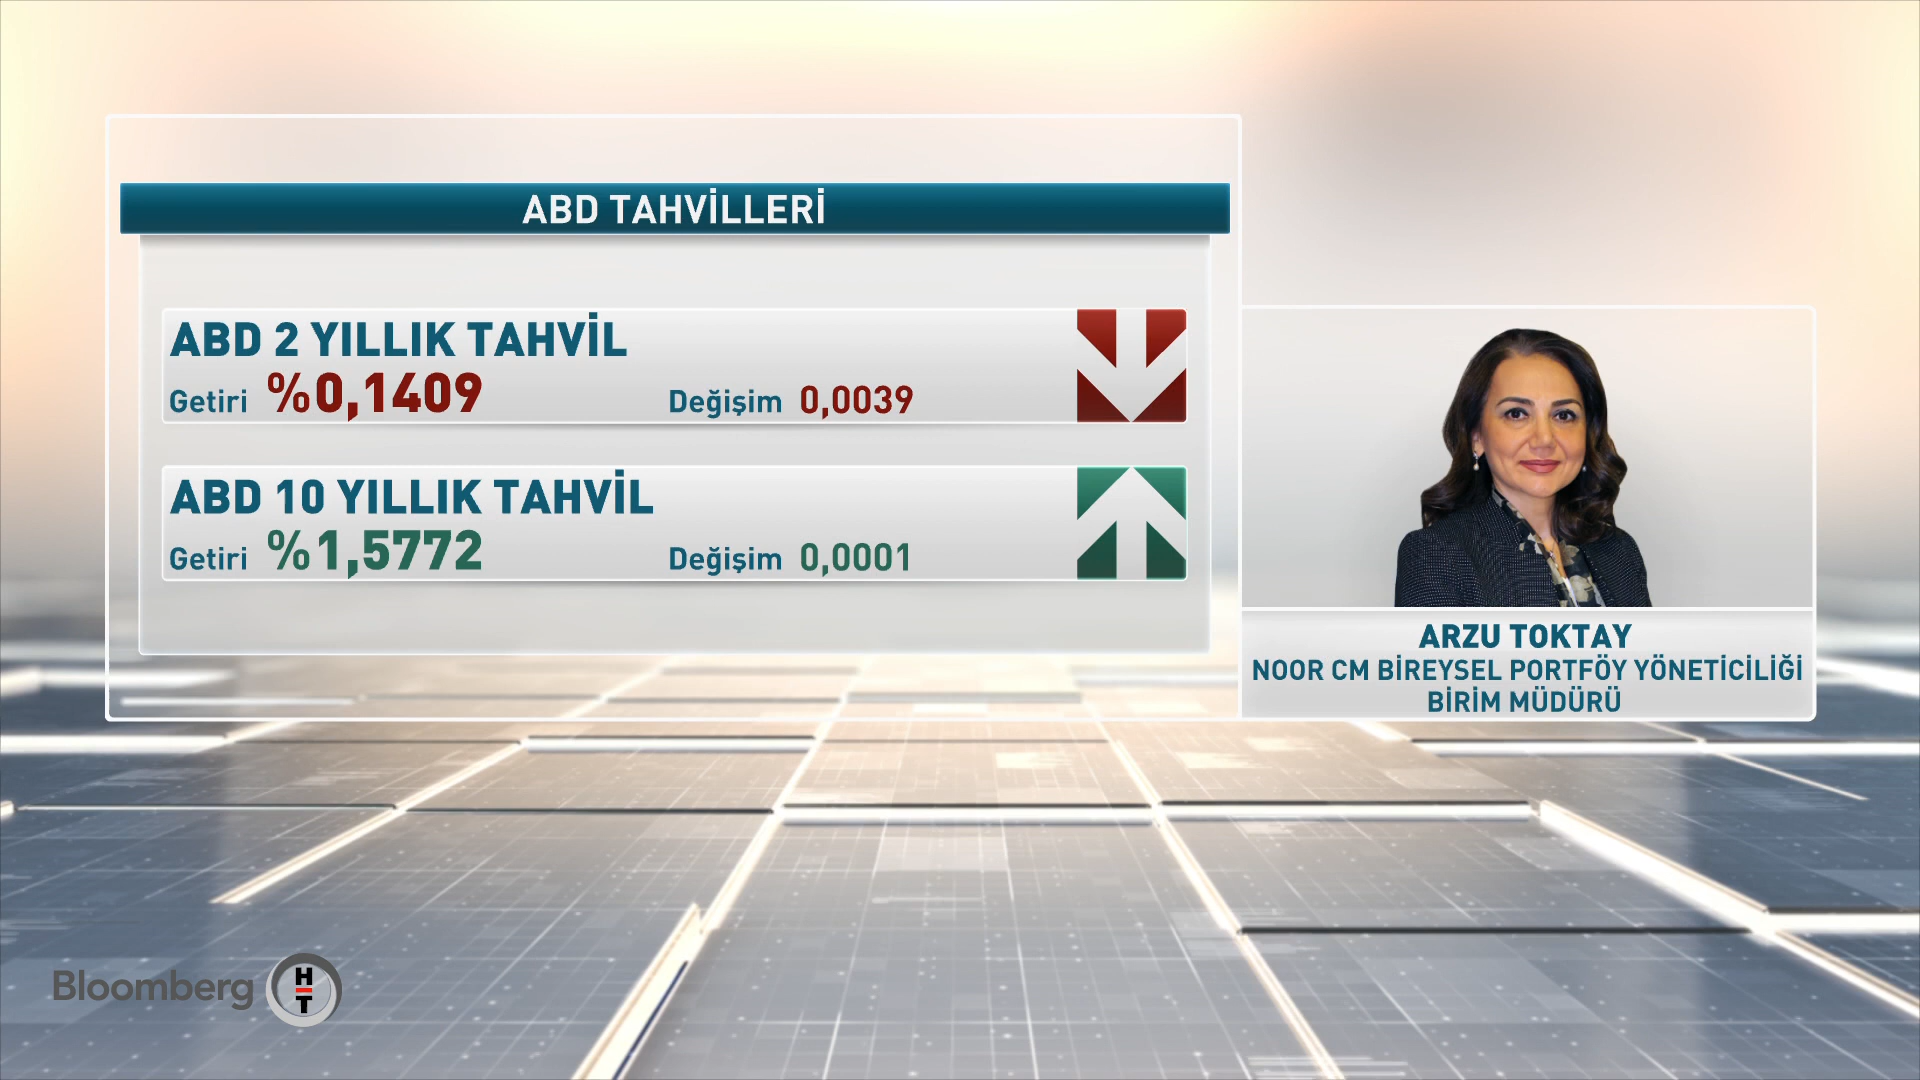 ABD TAHVİLLERİ
ABD 2 YILLIK TAHVİL
Getiri %0,1409 Değişim 0,0039
ABD 10 YILLIK TAHVİL
Getiri %1,5772 Değişim 0,0001
ARZU TOKTAY
NOOR CM BİREYSEL PORTFÖY YÖNETİCİLİĞİ
BİRİM MÜDÜRÜ
Bloomberg HT